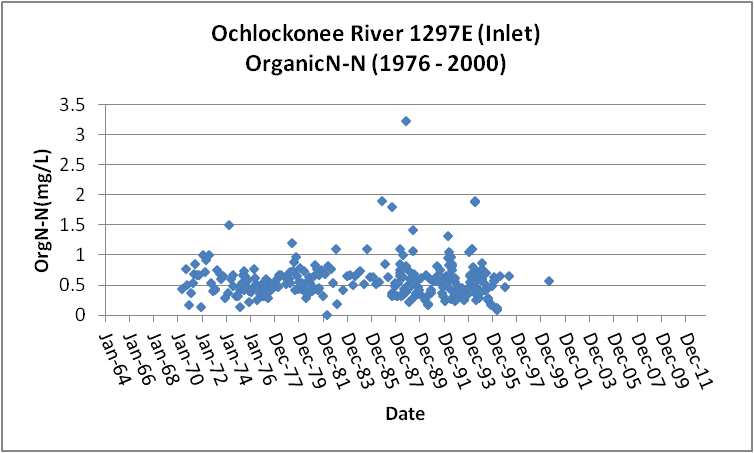 Ochlockonee River 1297E (Inlet)
OrganicN-N (1976 - 2000)
OrgN-N(mg/L)
3.5
3
2.5
2
1.5
1
0.5
0
Jan-64
Jan-66
Jan-68
Jan-70
Jan-72
Jan-74
Jan-76
Dec-77
Dec-79
Dec-81
Dec-83
Dec-85
Dec-87
Dec-89
Dec-91
Dec-93
Dec-95
Dec-97
Dec-99
Dec-01
Dec-03
Dec-05
Dec-07
Dec-09
Dec-11
Date